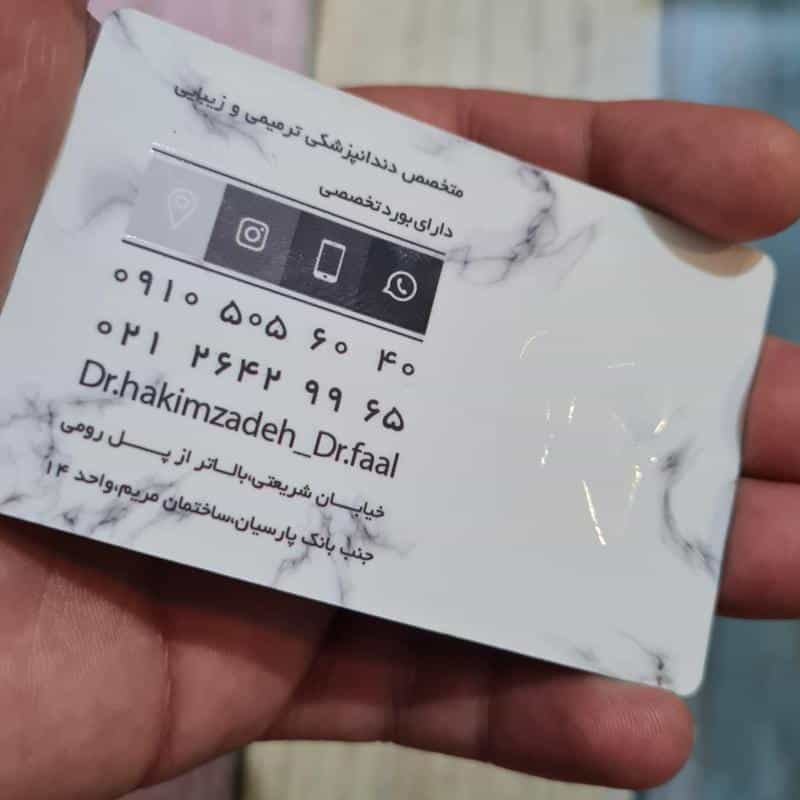 متخصص دندانپزشکی ترمیمی و زیبایی
دارای بورد تخصصی
۰۹۱۰ ۵۰۵ ۶۰ ۴۰
۰۲۱ ۲۶۴۲ ۹۹ ۶۵
Dr.hakimzadeh_Dr.faal
خیابان شریعتی،بالاتر از پل رومی
جنب بانک پارسیان،ساختمان مریم،واحد ۱۴